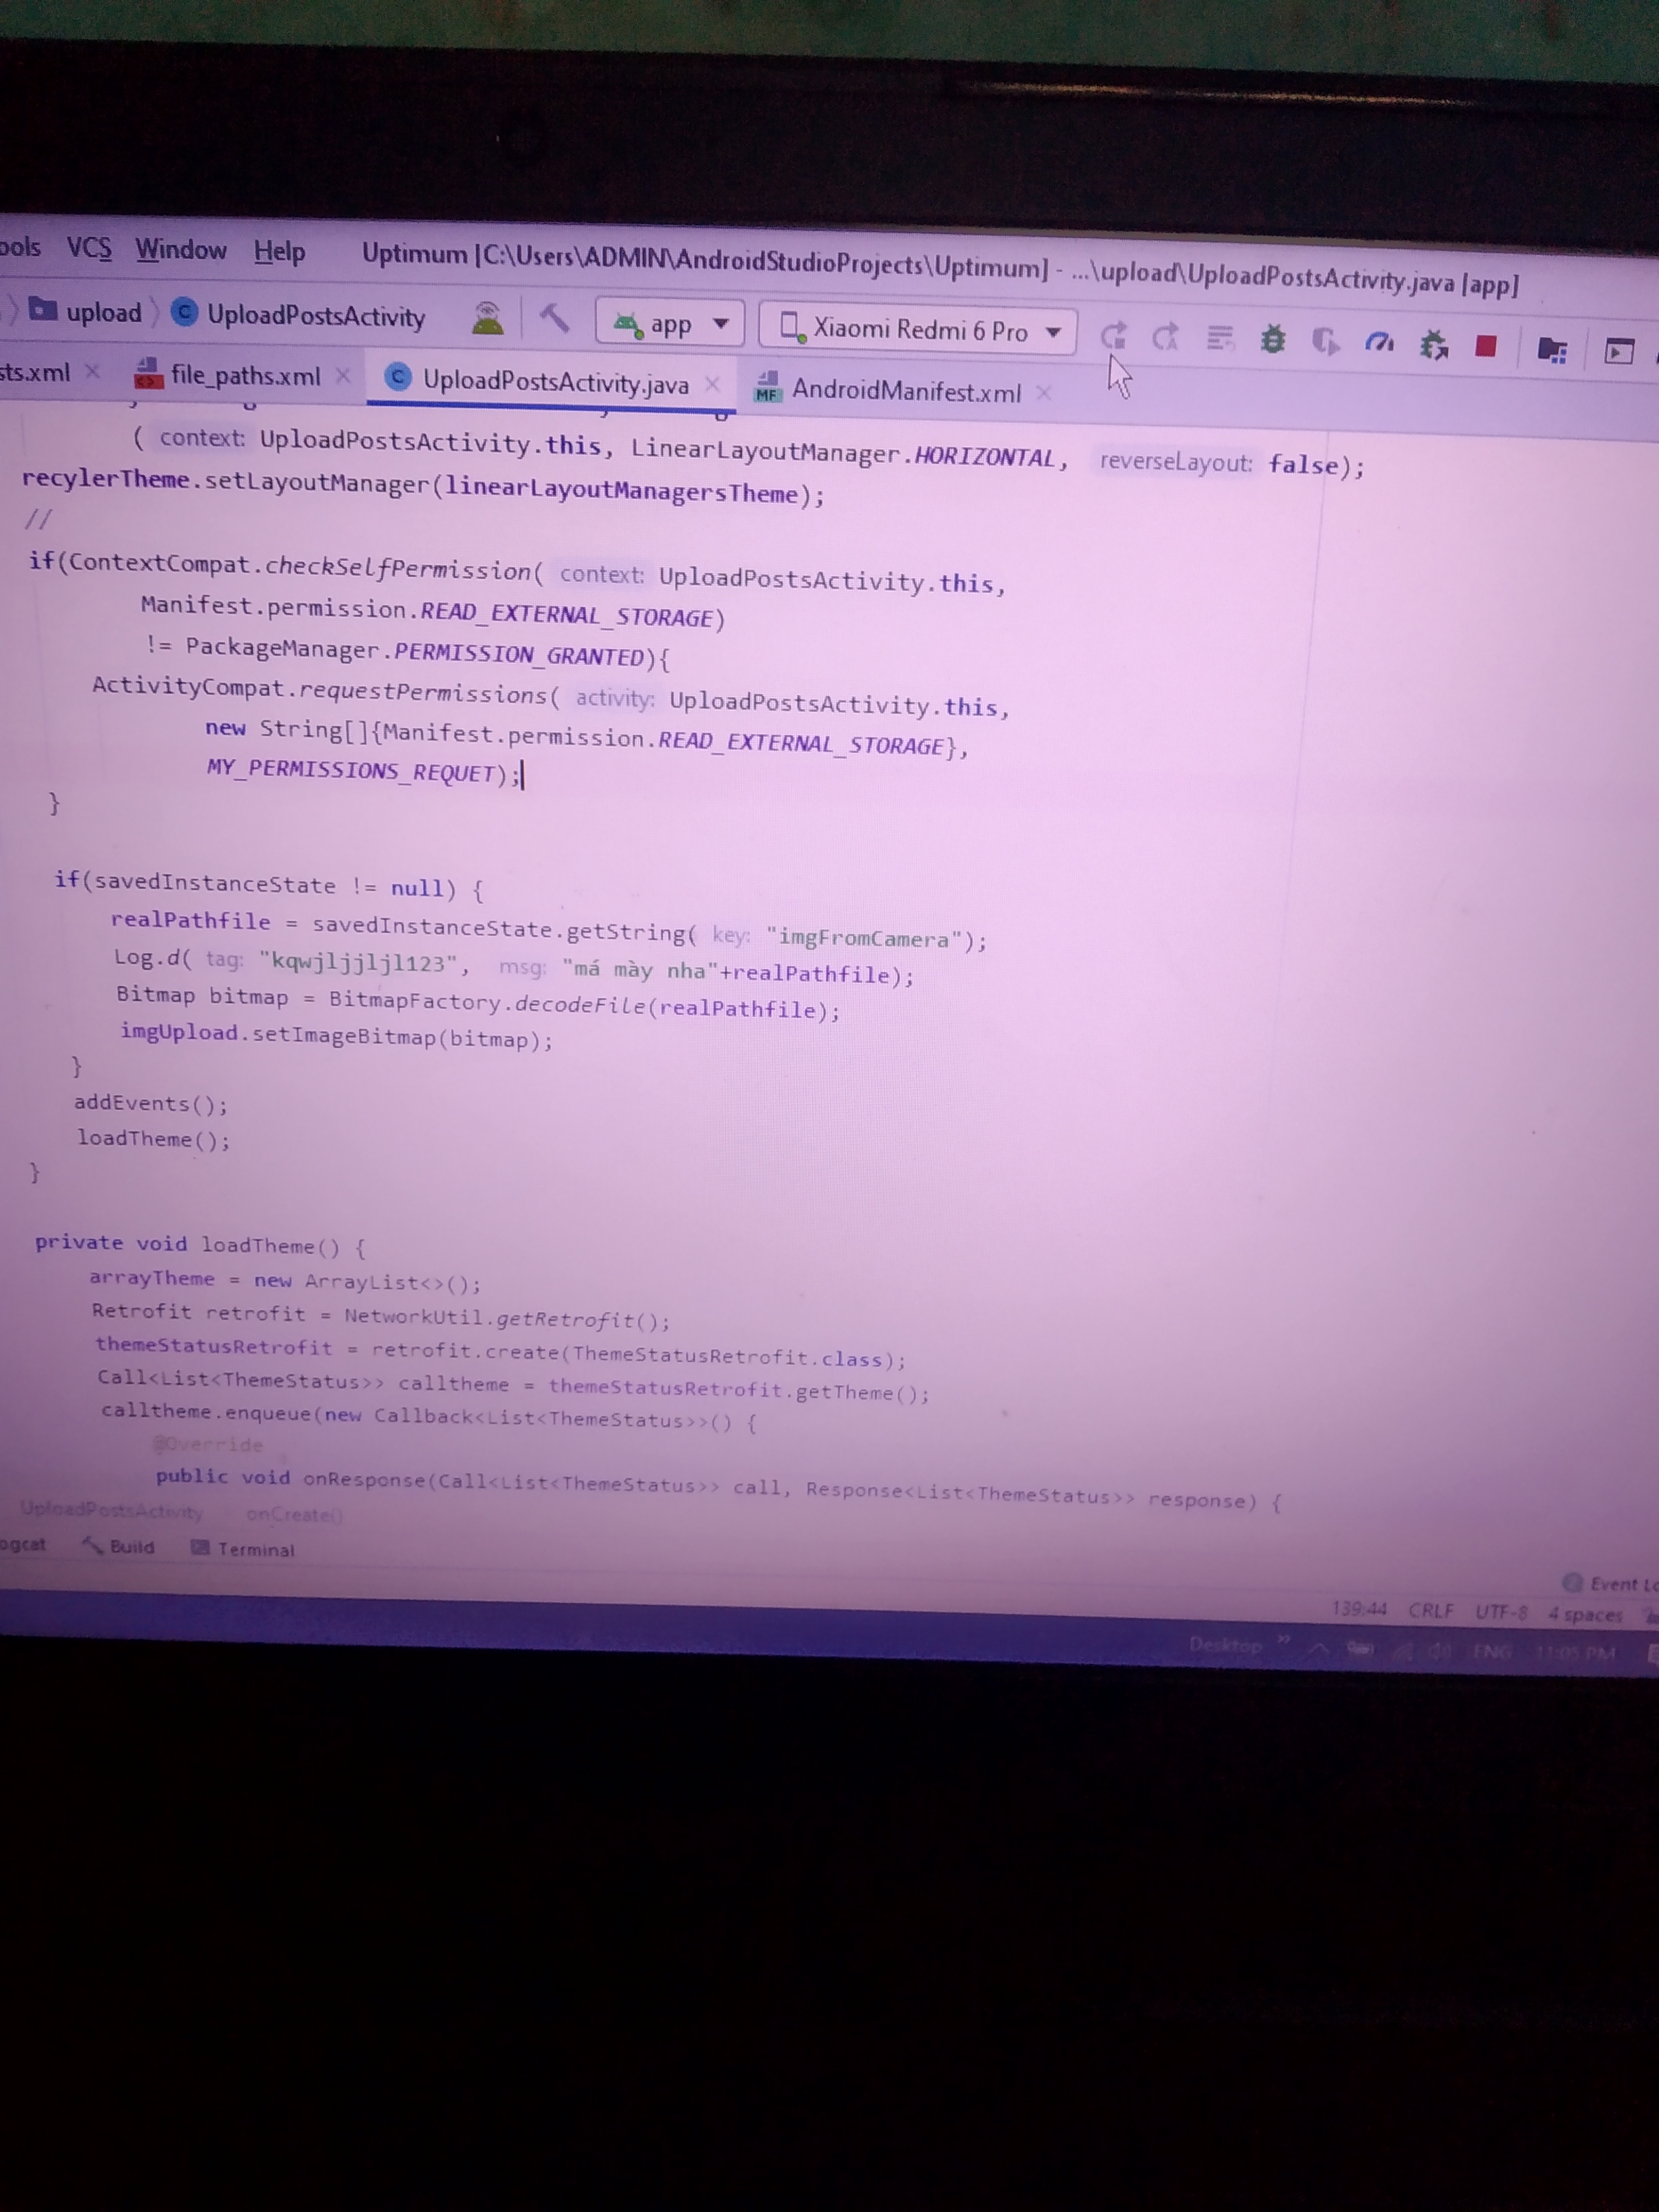 ools VCS Window Help Uptimum [C:\Users\ADMIN\AndroidStudioProjects\Uptimum] - ...\upload\UploadPostsActivity.java [app]
upload UploadPostsActivity app Xiaomi Redmi 6 Pro
sts.xml file_paths.xml UploadPostsActivity.java AndroidManifest.xml
( context: UploadPostsActivity.this, LinearLayoutManager.HORIZONTAL, reverseLayout: false);
recylerTheme.setLayoutManager(linearLayoutManagersTheme);
//
if(ContextCompat.checkSelfPermission( context: UploadPostsActivity.this,
Manifest.permission.READ_EXTERNAL_STORAGE)
!= PackageManager.PERMISSION_GRANTED){
ActivityCompat.requestPermissions( activity: UploadPostsActivity.this,
new String[]{Manifest.permission.READ_EXTERNAL_STORAGE},
MY_PERMISSIONS_REQUET);
}
if(savedInstanceState != null) {
realPathfile = savedInstanceState.getString( key: "imgFromCamera");
Log.d( tag: "kqwjljjljl123", msg: "má mày nha"+realPathfile);
Bitmap bitmap = BitmapFactory.decodeFile(realPathfile);
imgUpload.setImageBitmap(bitmap);
}
addEvents();
loadTheme();
}
private void loadTheme() {
arrayTheme = new ArrayList<>();
Retrofit retrofit = NetworkUtil.getRetrofit();
themeStatusRetrofit = retrofit.create(ThemeStatusRetrofit.class);
Call<List<ThemeStatus>> calltheme = themeStatusRetrofit.getTheme();
calltheme.enqueue(new Callback<List<ThemeStatus>>() {
@Override
public void onResponse(Call<List<ThemeStatus>> call, Response<List<ThemeStatus>> response) {
UploadPostsActivity onCreate()
ogcat Build Terminal
Event Lo
139:44 CRLF UTF-8 4 spaces
Desktop ENG 11:05 PM